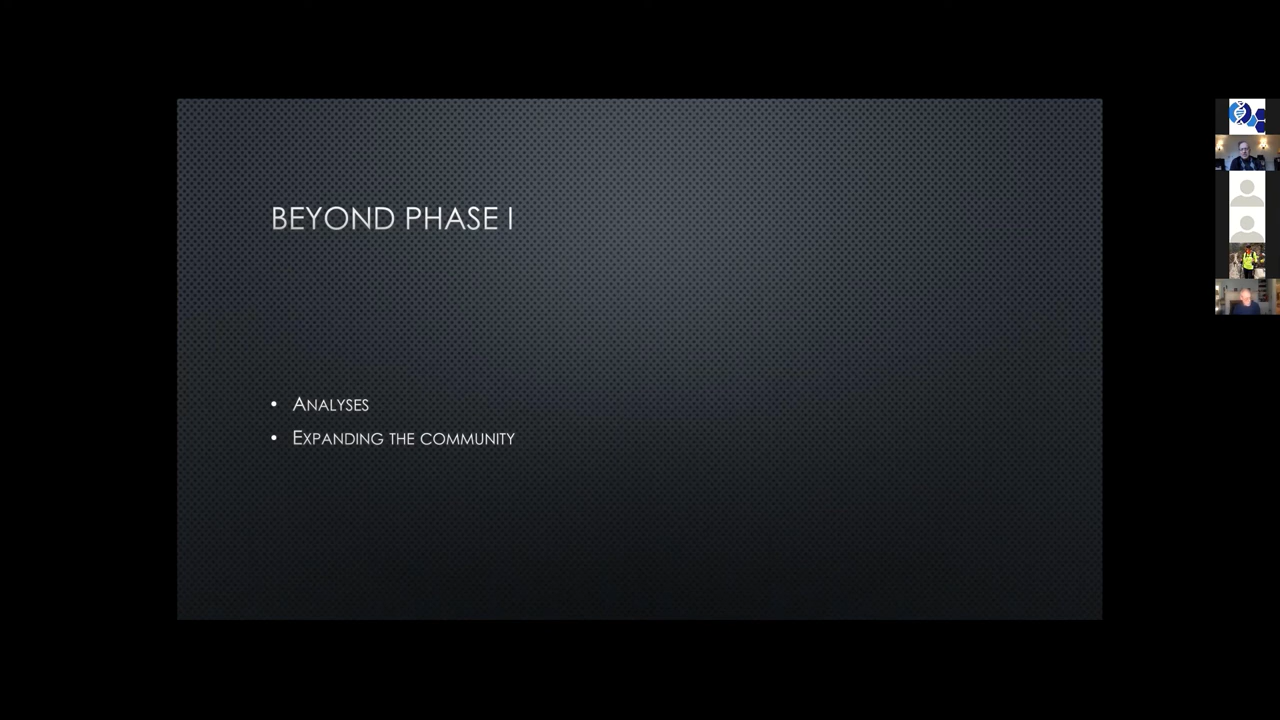 BEYOND PHASE I
• ANALYSES
• EXPANDING THE COMMUNITY